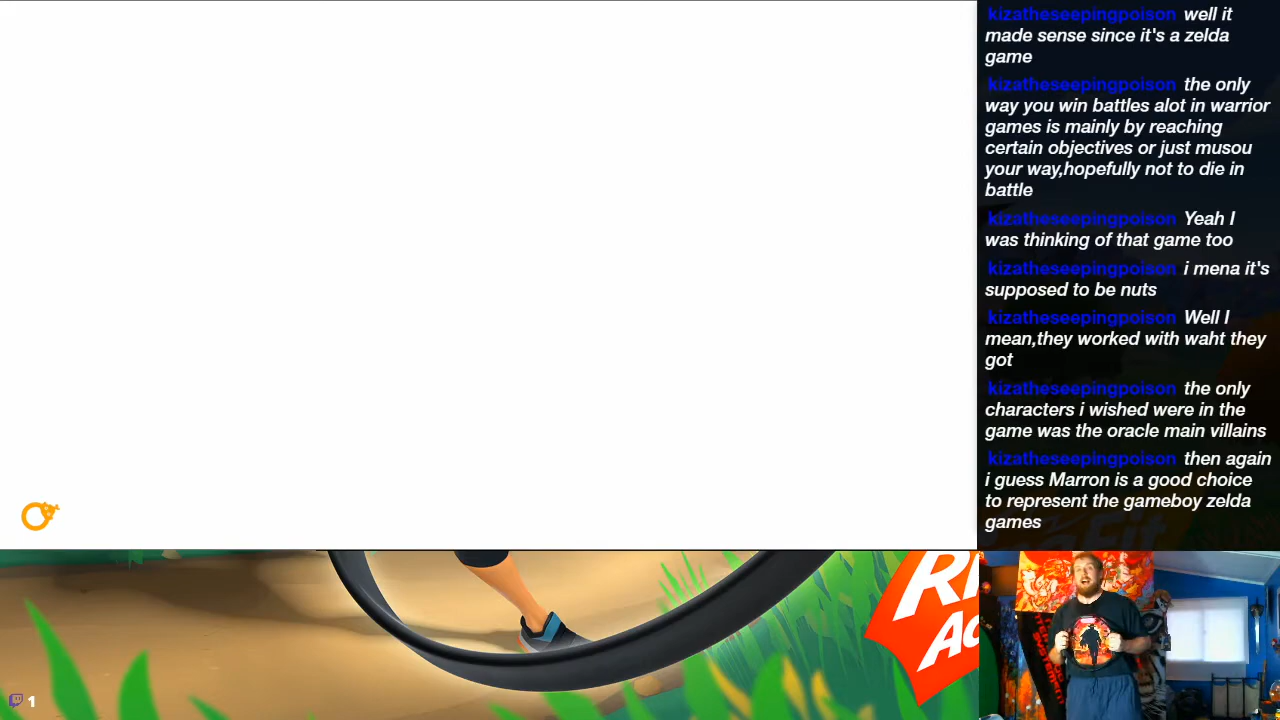 kizatheseepingpoison well it
made sense since it's a zelda
game
kizatheseepingpoison the only
way you win battles alot in warrior
games is mainly by reaching
certain objectives or just musou
your way,hopefully not to die in
battle
kizatheseepingpoison Yeah I
was thinking of that game too
kizatheseepingpoison i mena it's
supposed to be nuts
kizatheseepingpoison Well I
mean,they worked with waht they
got
kizatheseepingpoison the only
characters i wished were in the
game was the oracle main villains
kizatheseepingpoison then again
i guess Marron is a good choice
to represent the gameboy zelda
games
1